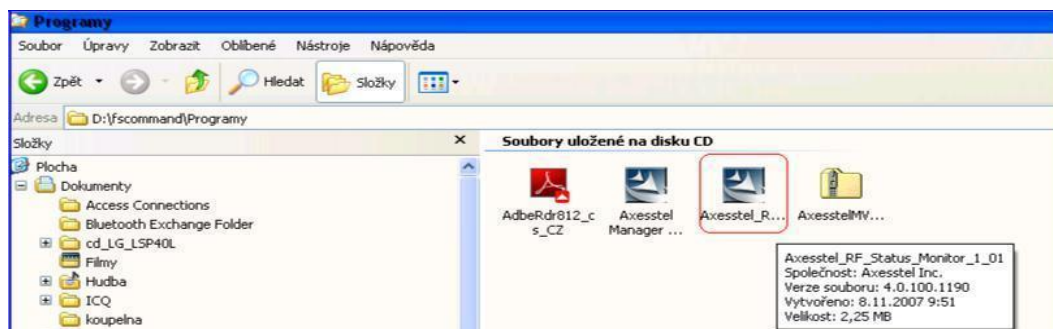 Programy
Soubor Úpravy Zobrazit Oblíbené Nástroje Nápověda
Zpět Hledat Složky
Adresa D:\fscommand\Programy
Složky
Plocha
Dokumenty
Access Connections
Bluetooth Exchange Folder
cd_LG_LSP40L
Filmy
Hudba
ICQ
koupelna
Soubory uložené na disku CD
AdbeRdr812_c
s_CZ
Axesstel
Manager ...
Axesstel_R...
AxesstelMV...
Axesstel_RF_Status_Monitor_1_01
Společnost: Axesstel Inc.
Verze souboru: 4.0.100.1190
Vytvořeno: 8.11.2007 9:51
Velikost: 2,25 MB